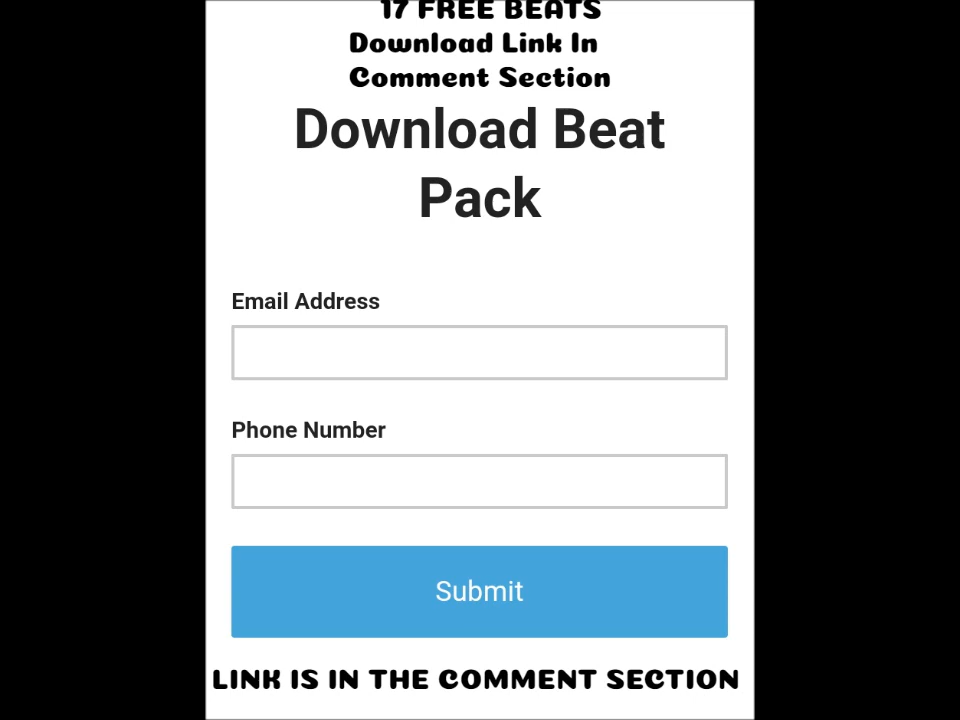 17 FREE BEATS
Download Link In
Comment Section
Download Beat
Pack
Email Address
Phone Number
Submit
LINK IS IN THE COMMENT SECTION